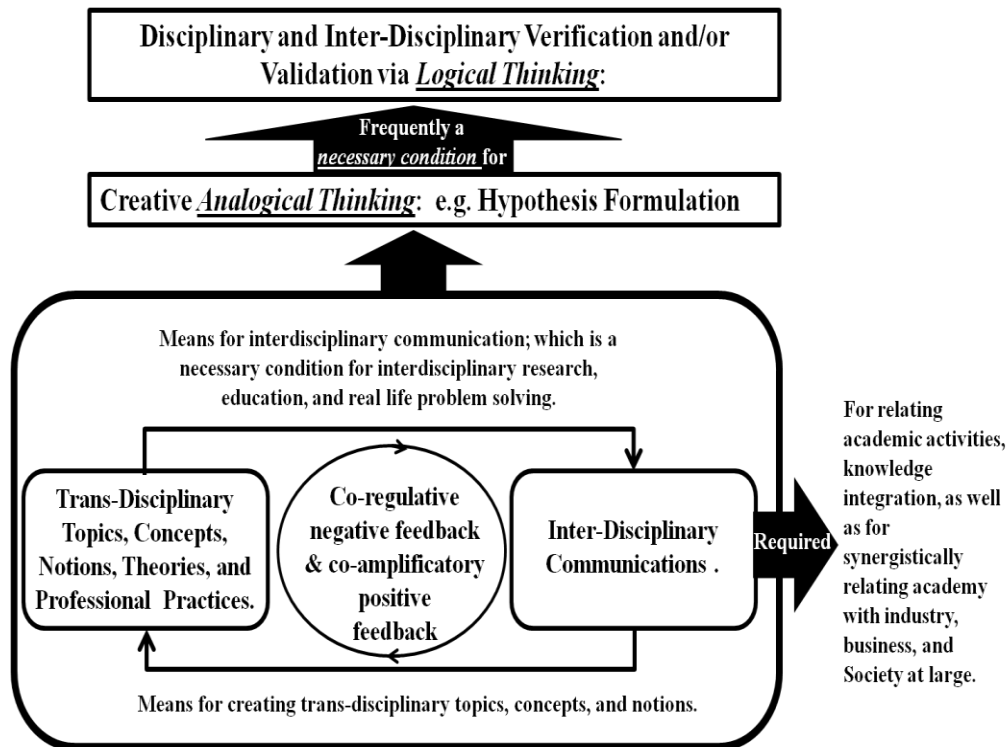 Disciplinary and Inter-Disciplinary Verification and/or
Validation via Logical Thinking:
Frequently a
necessary condition for
Creative Analogical Thinking: e.g. Hypothesis Formulation
Means for interdisciplinary communication; which is a
necessary condition for interdisciplinary research,
education, and real life problem solving.
Trans-Disciplinary
Topics, Concepts,
Notions, Theories, and
Professional Practices.
Co-regulative
negative feedback
& co-amplificatory
positive
feedback
Inter-Disciplinary
Communications .
Required
For relating
academic activities,
knowledge
integration, as well
as for
synergistically
relating academy
with industry,
business, and
Society at large.
Means for creating trans-disciplinary topics, concepts, and notions.